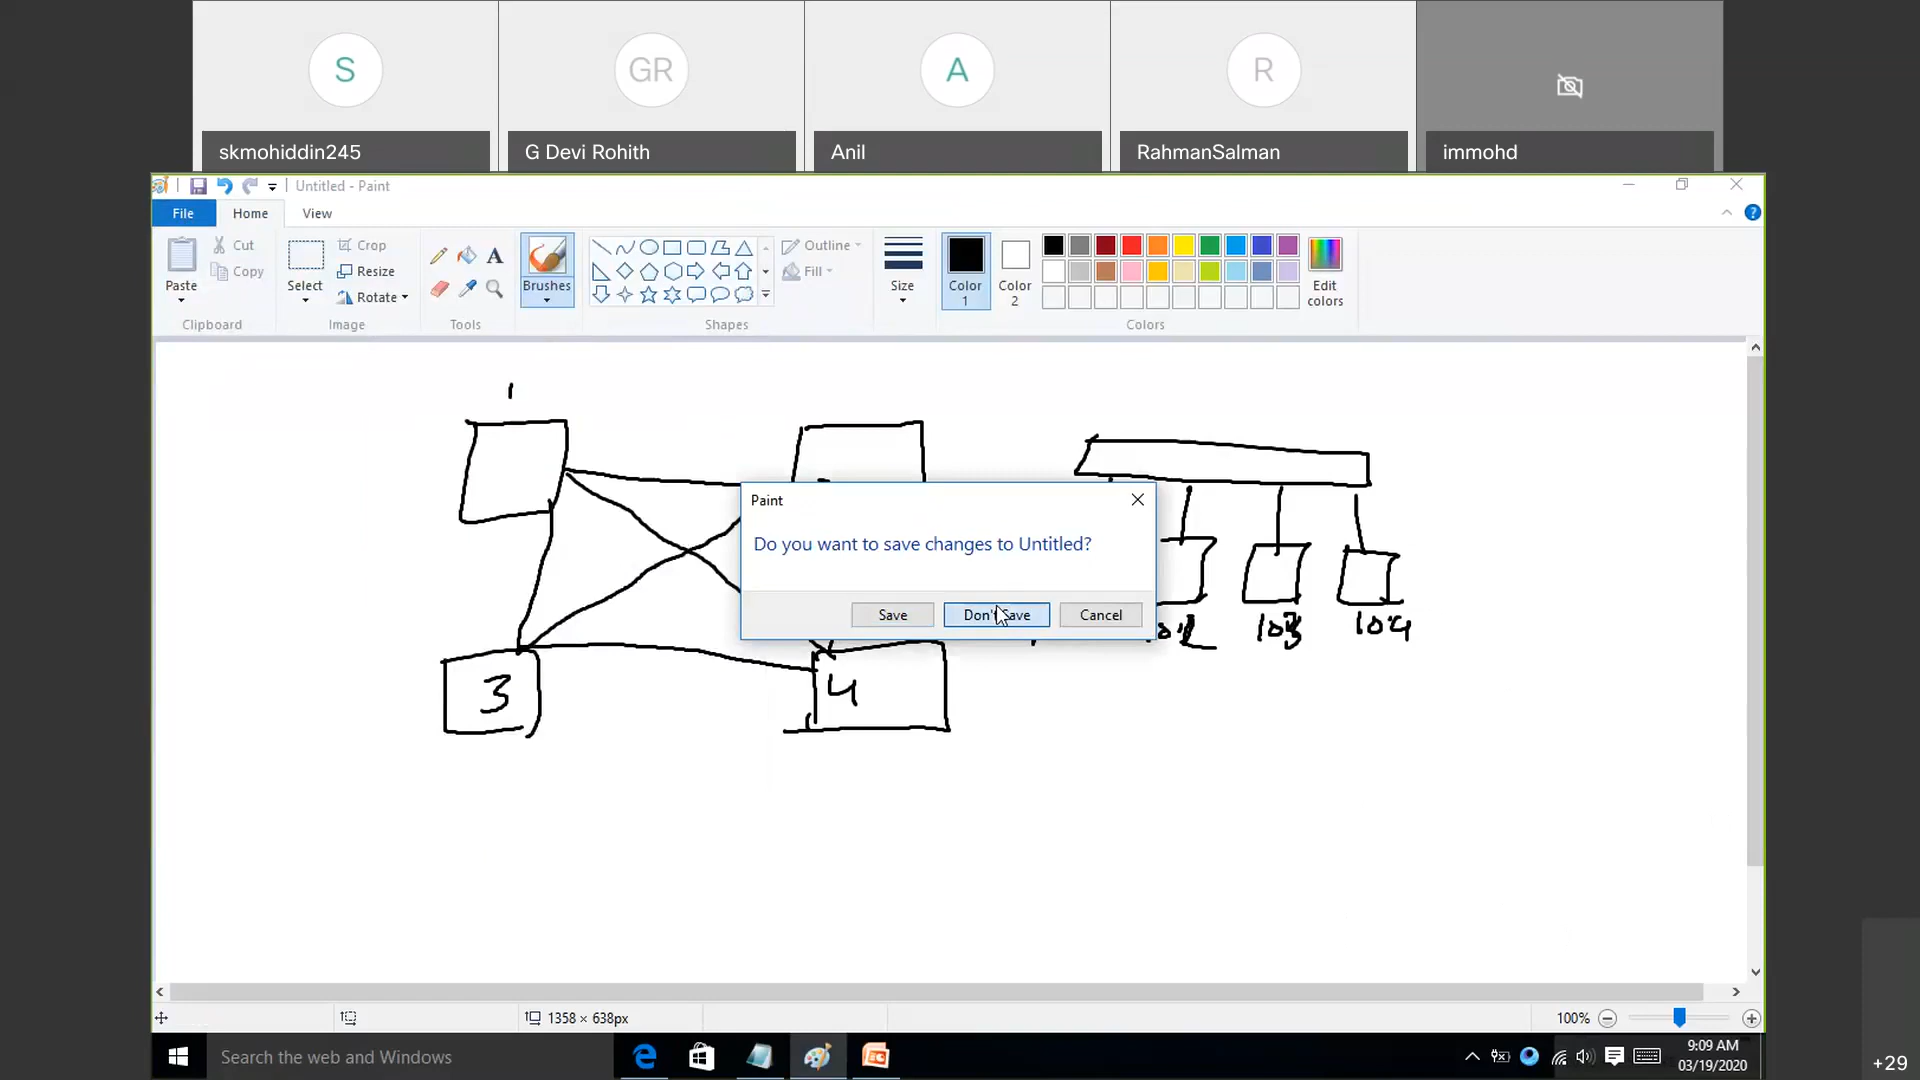 S
GR
A
R
skmohiddin245
G Devi Rohith
Anil
RahmanSalman
immohd
Untitled - Paint
File
Home
View
Paste
Cut
Copy
Clipboard
Select
Crop
Resize
Rotate
Image
A
Tools
Brushes
Shapes
Outline
Fill
Size
Color
1
Color
2
Edit
colors
Colors
1
Paint
Do you want to save changes to Untitled?
Save
Don't Save
Cancel
103
104
3
4
1358 × 638px
100%
Search the web and Windows
9:09 AM
03/19/2020
+29